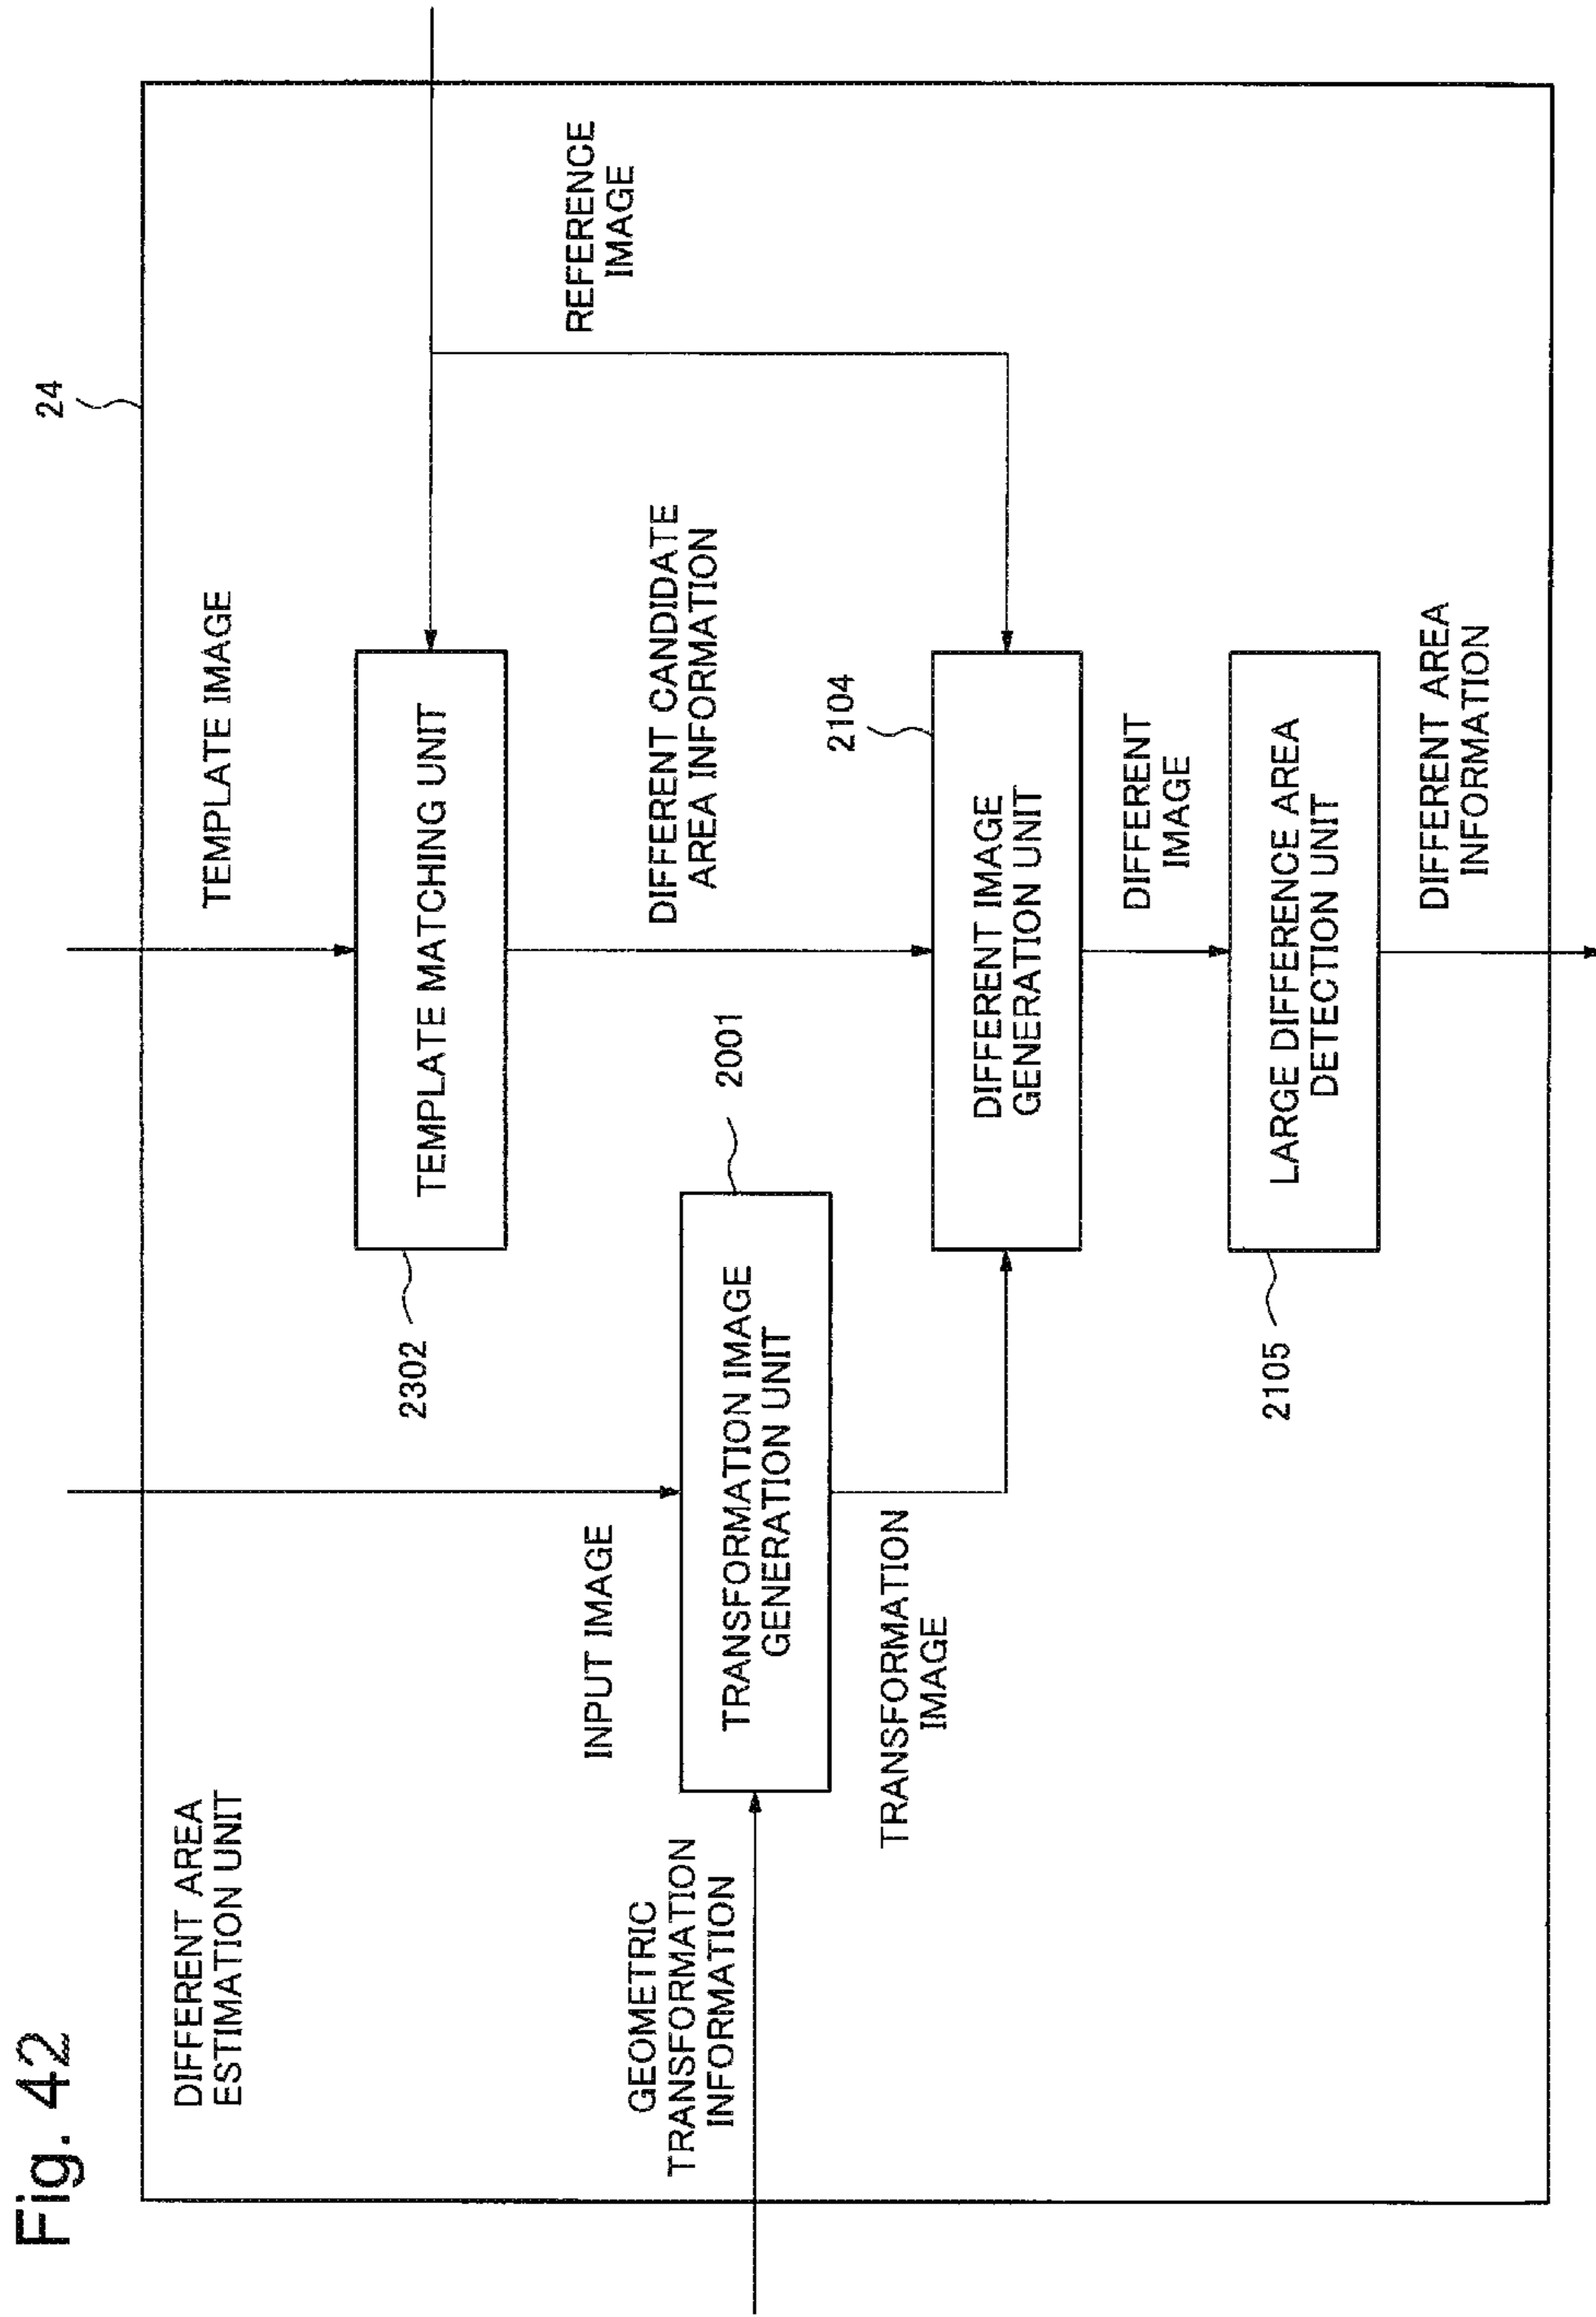 Fig. 42
24
DIFFERENT AREA
ESTIMATION UNIT
TEMPLATE IMAGE
TEMPLATE MATCHING UNIT
2302
REFERENCE
IMAGE
INPUT IMAGE
GEOMETRIC
TRANSFORMATION
INFORMATION
TRANSFORMATION IMAGE
GENERATION UNIT
2001
DIFFERENT CANDIDATE
AREA INFORMATION
TRANSFORMATION
IMAGE
2104
DIFFERENT IMAGE
GENERATION UNIT
DIFFERENT
IMAGE
LARGE DIFFERENCE AREA
DETECTION UNIT
2105
DIFFERENT AREA
INFORMATION